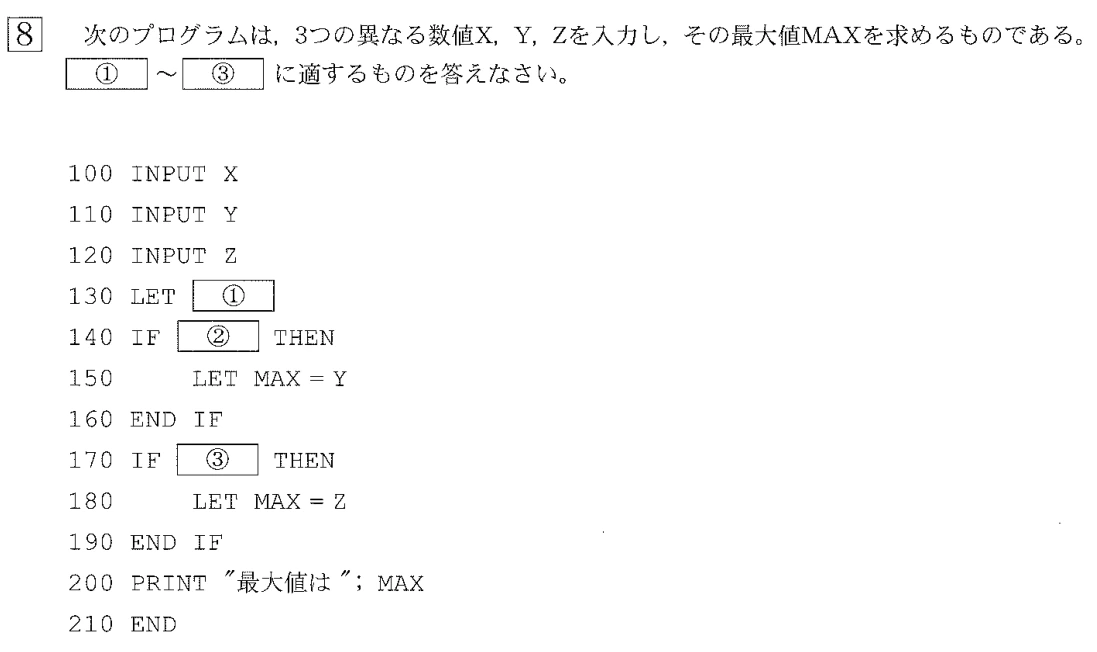 8 次のプログラムは，3つの異なる数値X，Y，Zを入力し，その最大値MAXを求めるものである。
① ～ ③ に適するものを答えなさい。
100 INPUT X
110 INPUT Y
120 INPUT Z
130 LET ①
140 IF ② THEN
150 LET MAX = Y
160 END IF
170 IF ③ THEN
180 LET MAX = Z
190 END IF
200 PRINT ″最大値は ″; MAX
210 END